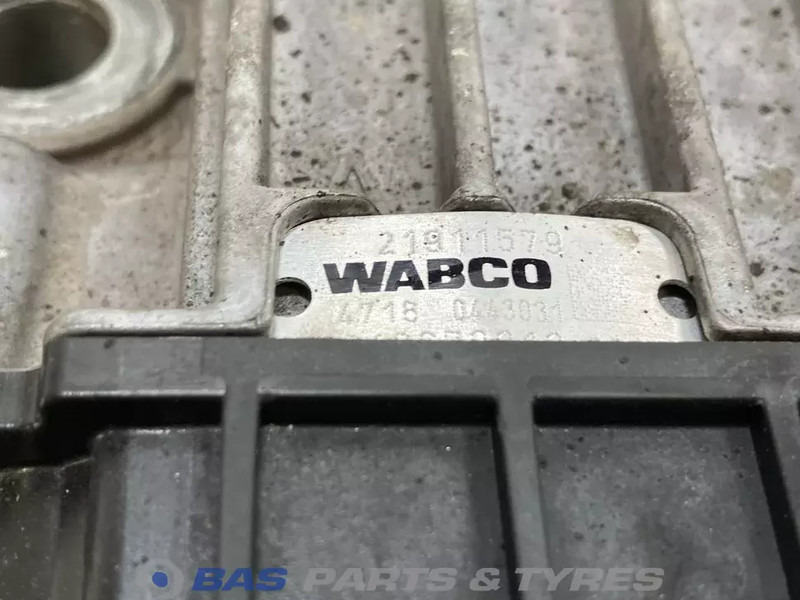 21911579
WABCO
4718 0443031
BAS PARTS & TYRES